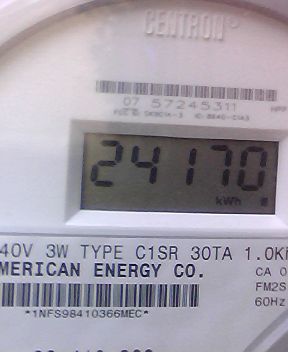 CENTRON®
07 57245311
24170
kWh
40V 3W TYPE C1SR 30TA 1.0K
MERICAN ENERGY CO.
CA 0
FM2S
60Hz
*1NFS98410366MEC*